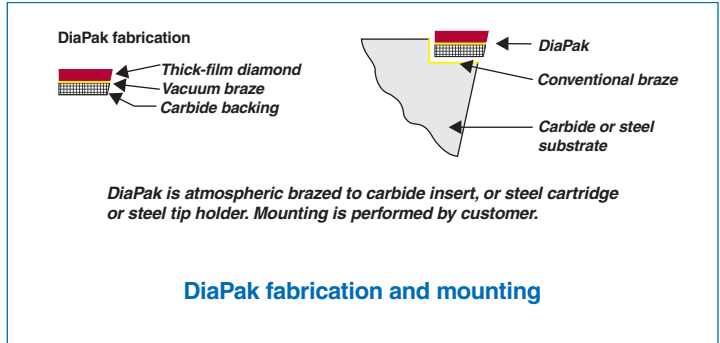 DiaPak fabrication
Thick-film diamond
Vacuum braze
Carbide backing
DiaPak
Conventional braze
Carbide or steel
substrate
DiaPak is atmospheric brazed to carbide insert, or steel cartridge
or steel tip holder. Mounting is performed by customer.
DiaPak fabrication and mounting